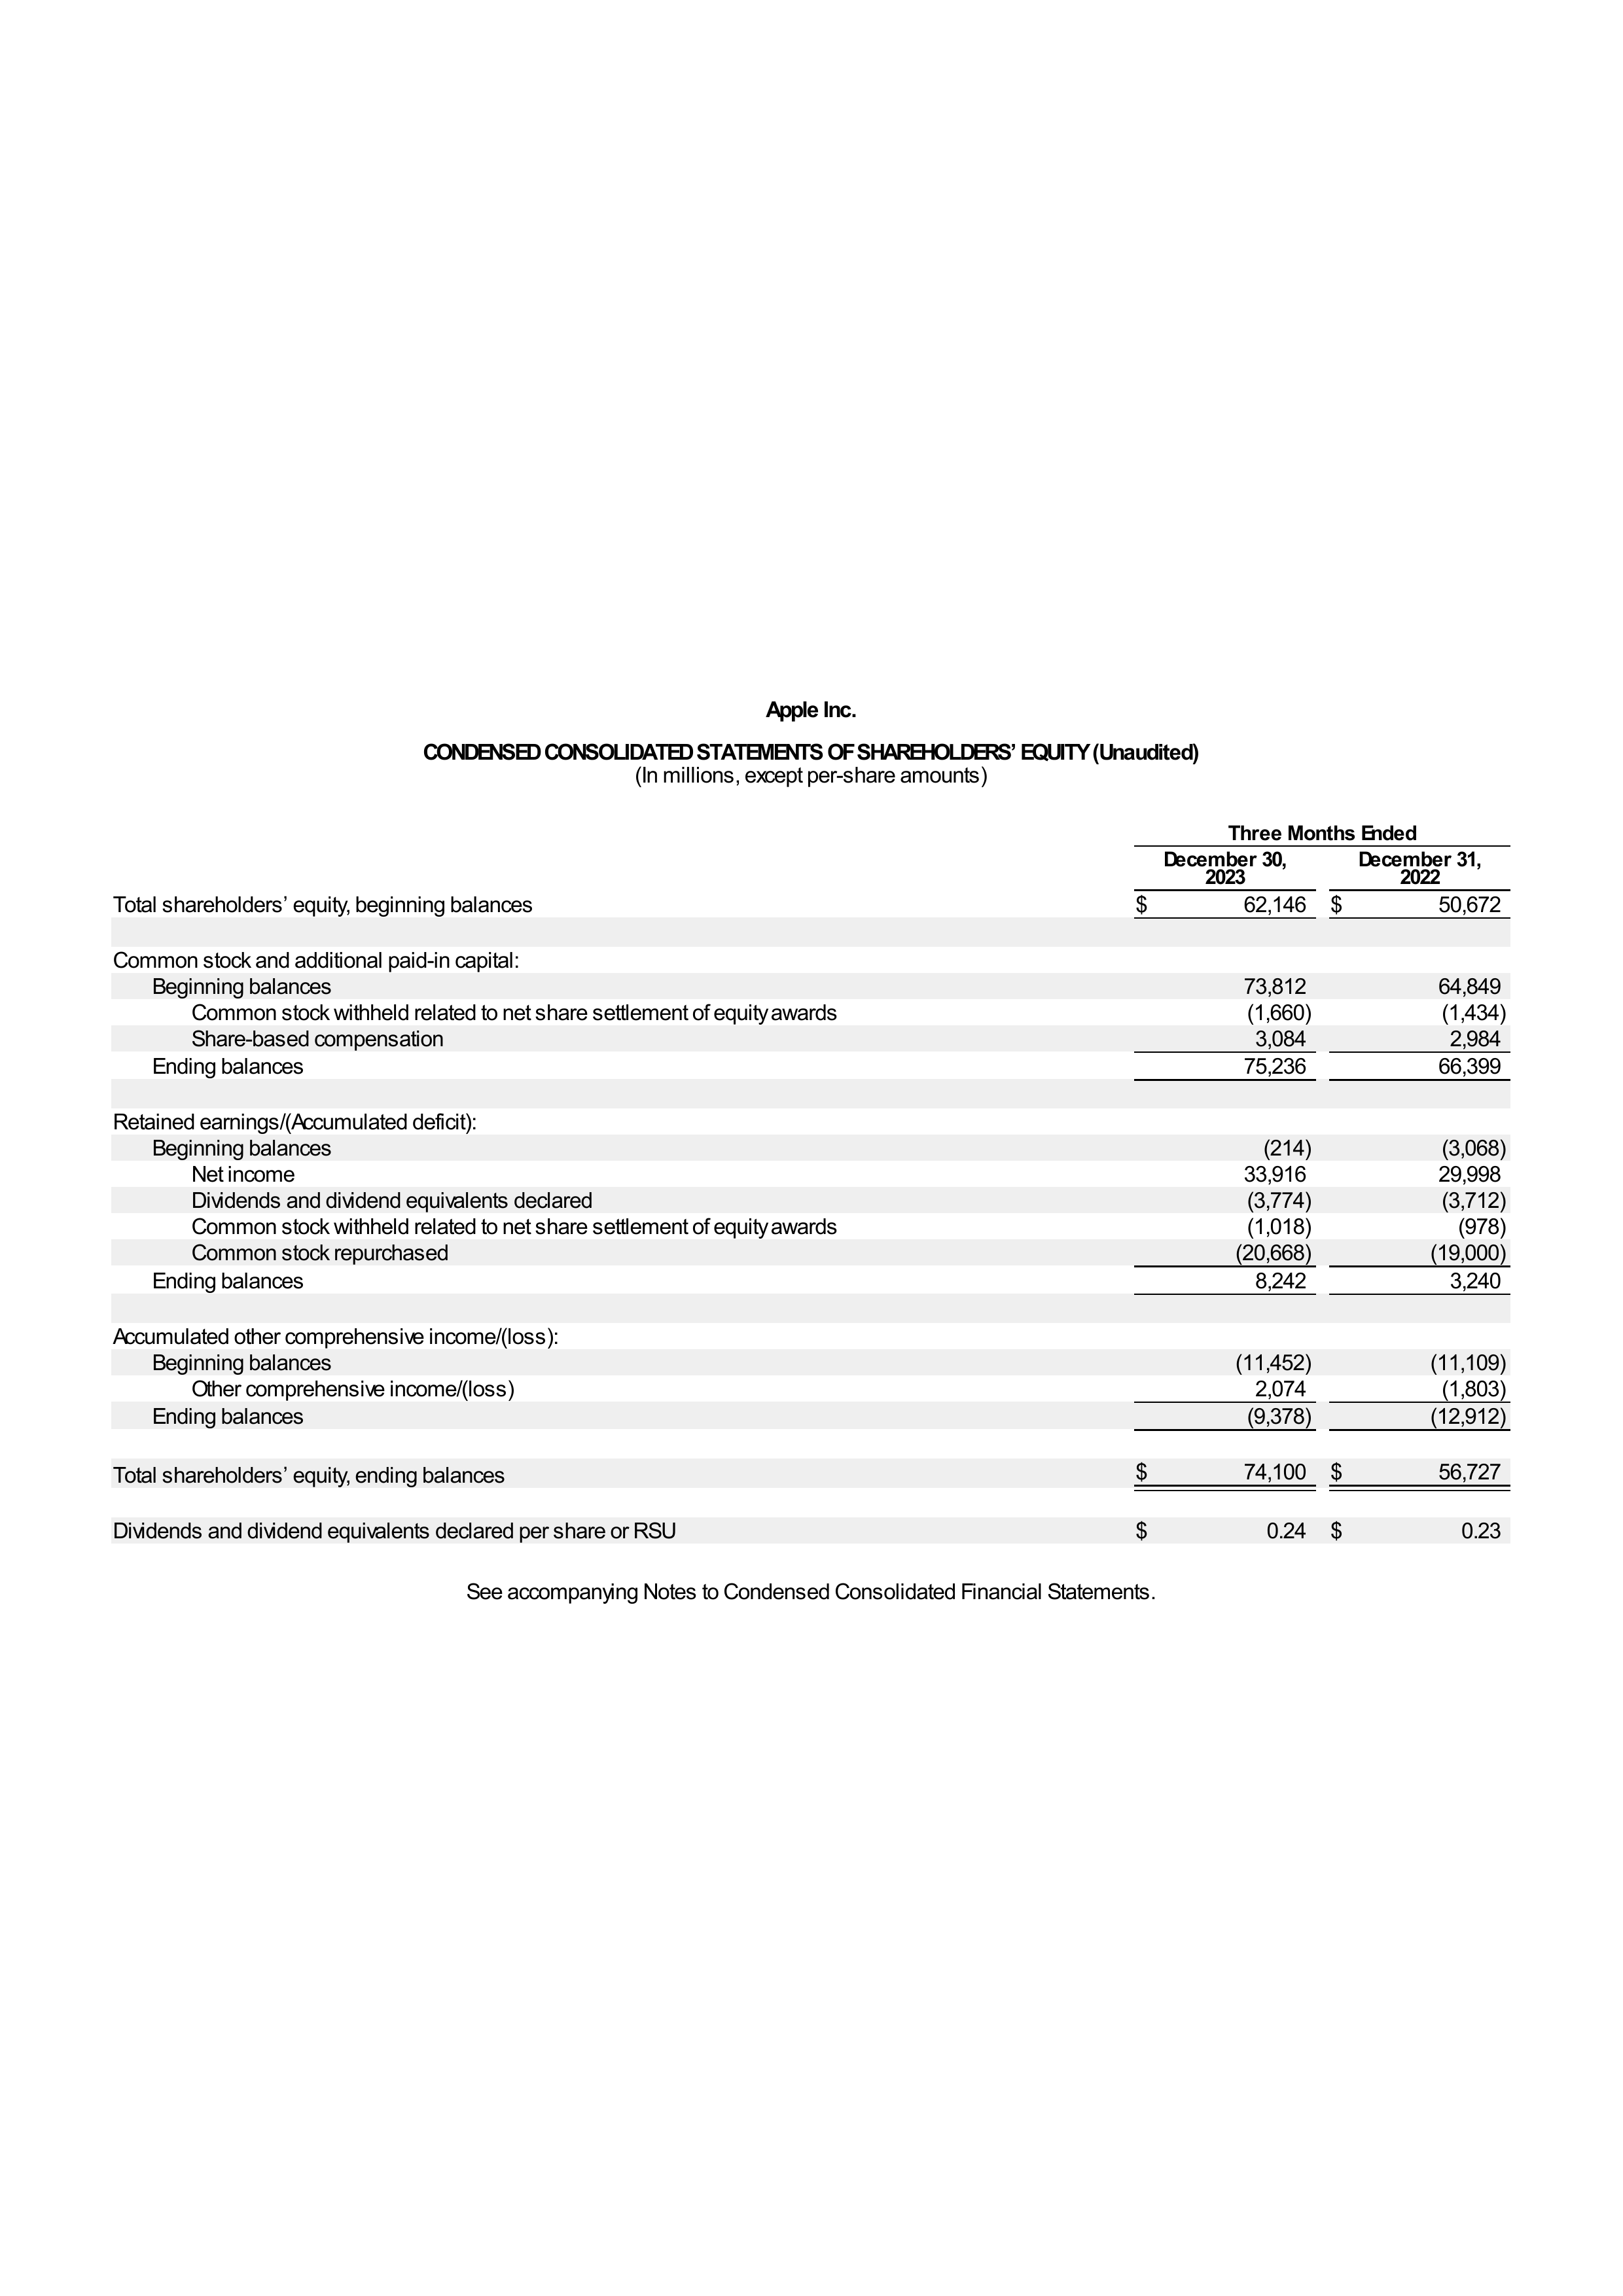 Apple Inc.
CONDENSED CONSOLIDATED STATEMENTS OF SHAREHOLDERS’ EQUITY (Unaudited)
(In millions, except per-share amounts)
Three Months Ended
December 30, 2023 December 31, 2022
Total shareholders’ equity, beginning balances $ 62,146 $ 50,672
Common stock and additional paid-in capital:
Beginning balances 73,812 64,849
Common stock withheld related to net share settlement of equity awards (1,660) (1,434)
Share-based compensation 3,084 2,984
Ending balances 75,236 66,399
Retained earnings/(Accumulated deficit):
Beginning balances (214) (3,068)
Net income 33,916 29,998
Dividends and dividend equivalents declared (3,774) (3,712)
Common stock withheld related to net share settlement of equity awards (1,018) (978)
Common stock repurchased (20,668) (19,000)
Ending balances 8,242 3,240
Accumulated other comprehensive income/(loss):
Beginning balances (11,452) (11,109)
Other comprehensive income/(loss) 2,074 (1,803)
Ending balances (9,378) (12,912)
Total shareholders’ equity, ending balances $ 74,100 $ 56,727
Dividends and dividend equivalents declared per share or RSU $ 0.24 $ 0.23
See accompanying Notes to Condensed Consolidated Financial Statements.